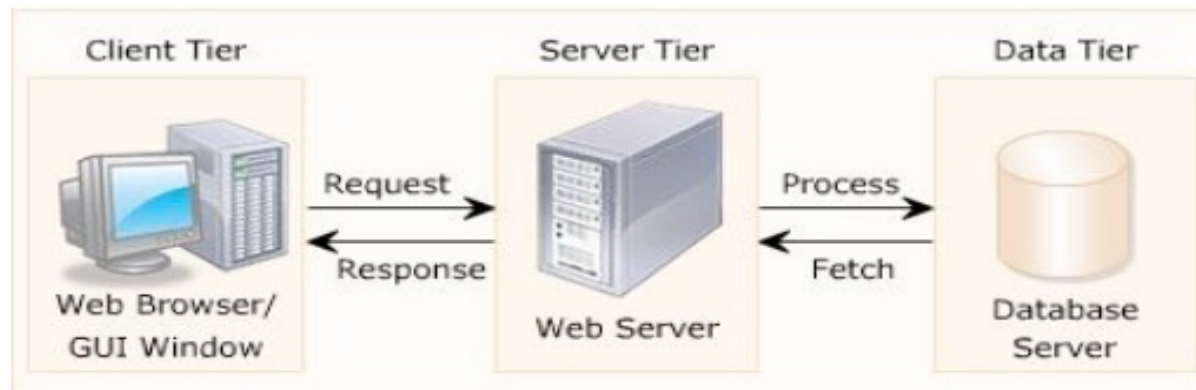 Client Tier
Server Tier
Data Tier
Request
Response
Process
Fetch
Web Browser/
GUI Window
Web Server
Database
Server